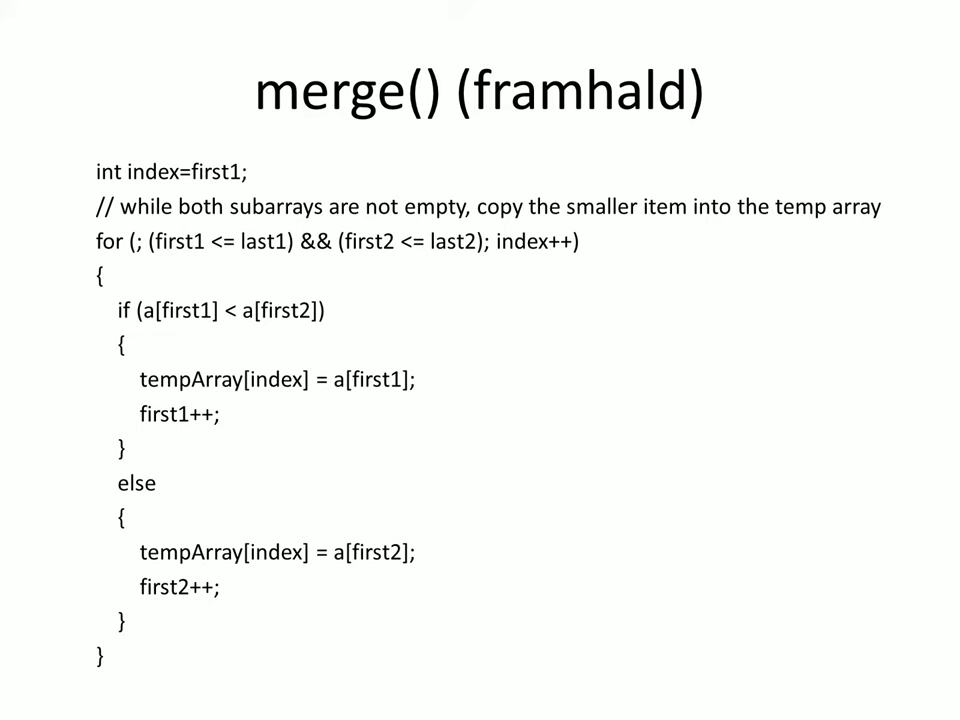 merge() (framhald)
int index=first1;
// while both subarrays are not empty, copy the smaller item into the temp array
for (; (first1 <= last1) && (first2 <= last2); index++)
{
if (a[first1] < a[first2])
{
tempArray[index] = a[first1];
first1++;
}
else
{
tempArray[index] = a[first2];
first2++;
}
}